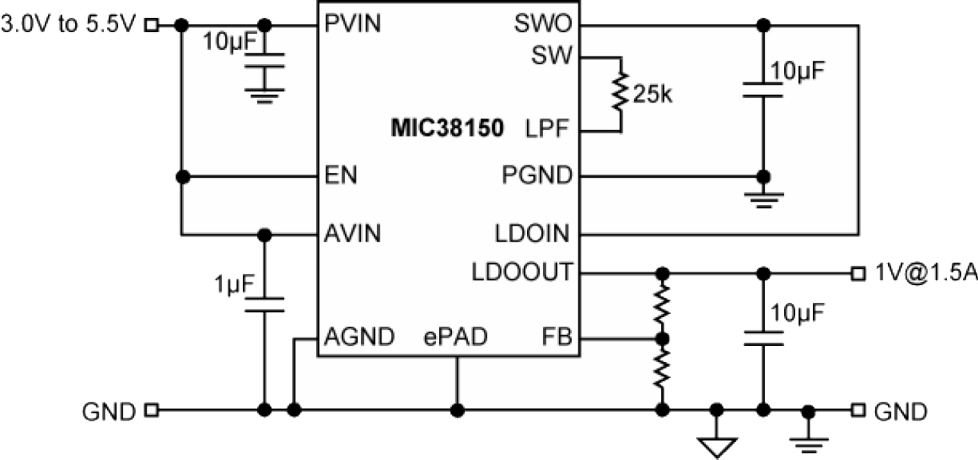 3.0V to 5.5V
PVIN
SWO
10µF
SW
10µF
25k
MIC38150
LPF
EN
PGND
AVIN
LDOIN
LDOOUT
1V@1.5A
1µF
10µF
AGND
ePAD
FB
GND
GND